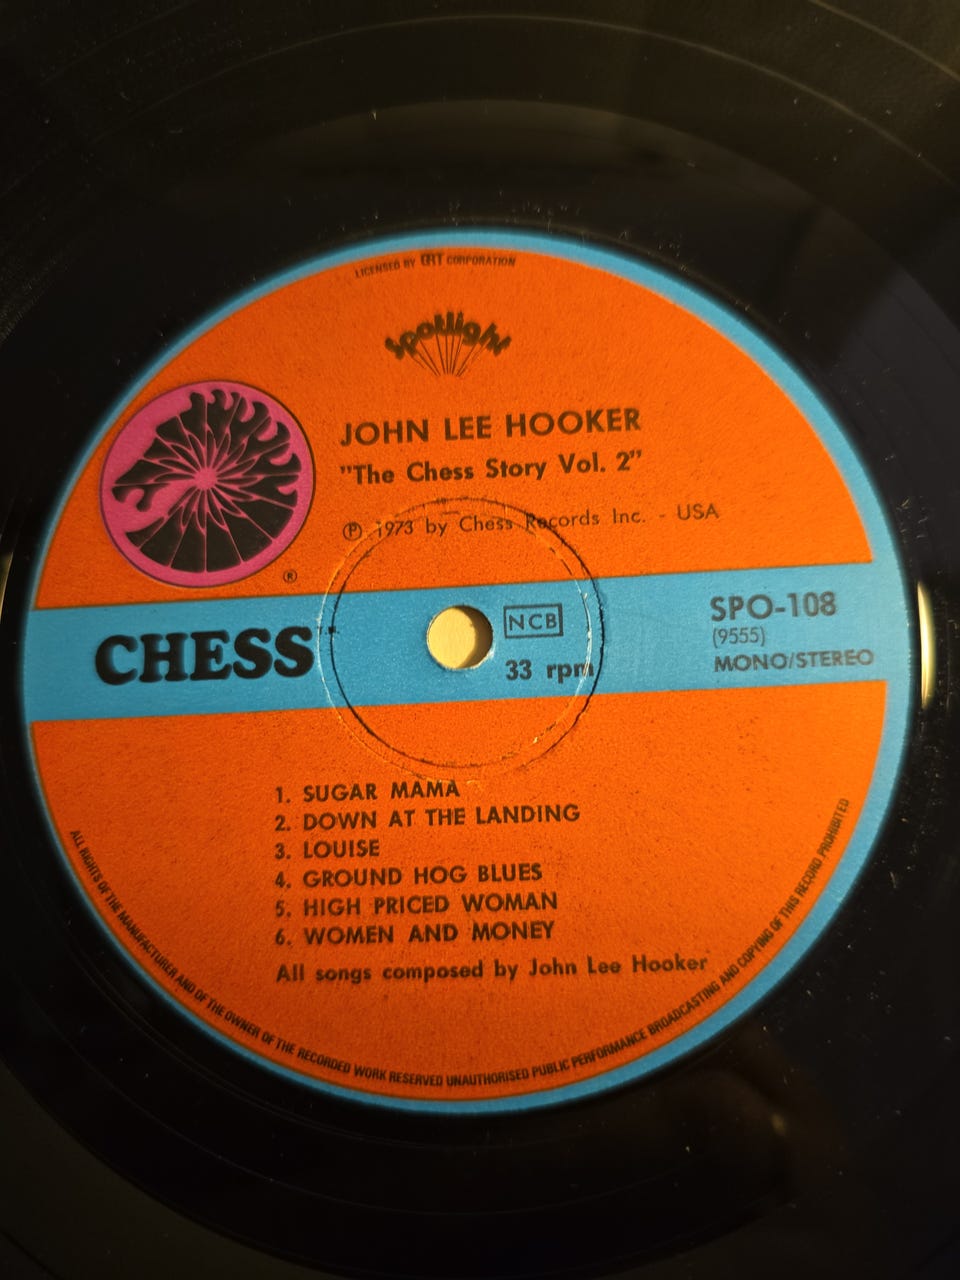 LICENSED BY GRT CORPORATION
Spotlight
JOHN LEE HOOKER
"The Chess Story Vol. 2"
Ⓟ 1973 by Chess Records Inc. - USA
®
CHESS
NCB
33 rpm
SPO-108
(9555)
MONO/STEREO
1. SUGAR MAMA
2. DOWN AT THE LANDING
3. LOUISE
4. GROUND HOG BLUES
5. HIGH PRICED WOMAN
6. WOMEN AND MONEY
All songs composed by John Lee Hooker
ALL RIGHTS OF THE MANUFACTURER AND OF THE OWNER OF THE RECORDED WORK RESERVED UNAUTHORISED PUBLIC PERFORMANCE BROADCASTING AND COPYING OF THIS RECORD PROHIBITED